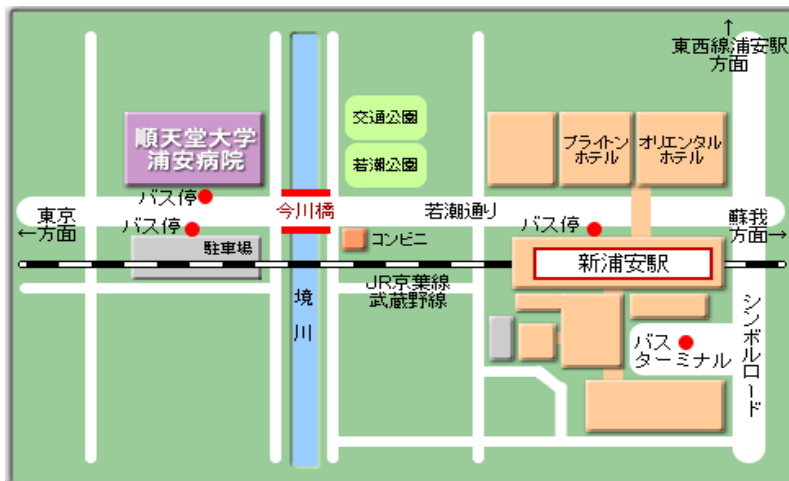 ↑
東西線浦安駅
方面
順天堂大学
浦安病院
交通公園
若潮公園
ブライトン
ホテル
オリエンタル
ホテル
バス停
バス停
今川橋
若潮通り
バス停
東京
←方面
蘇我
方面→
駐車場
コンビニ
新浦安駅
JR京葉線
武蔵野線
境川
バス
ターミナル
シンボルロード